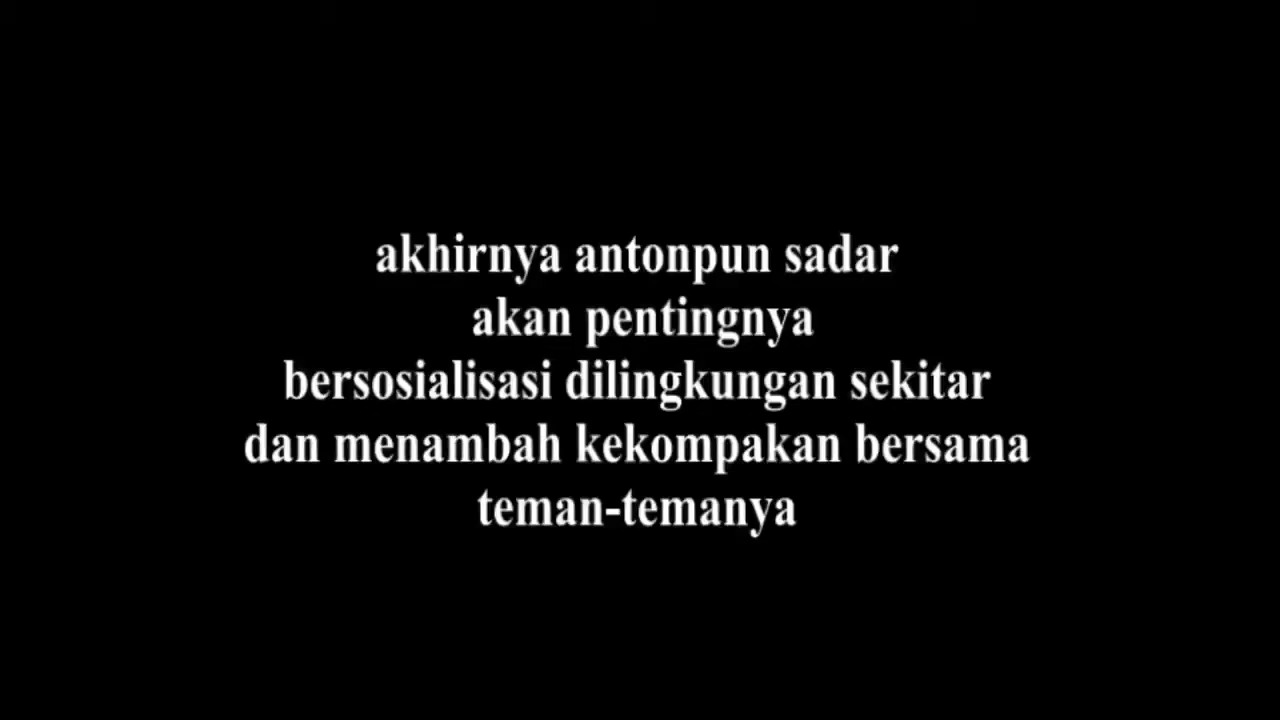 akhirnya antonpun sadar
akan pentingnya
bersosialisasi dilingkungan sekitar
dan menambah kekompakan bersama
teman-temanya